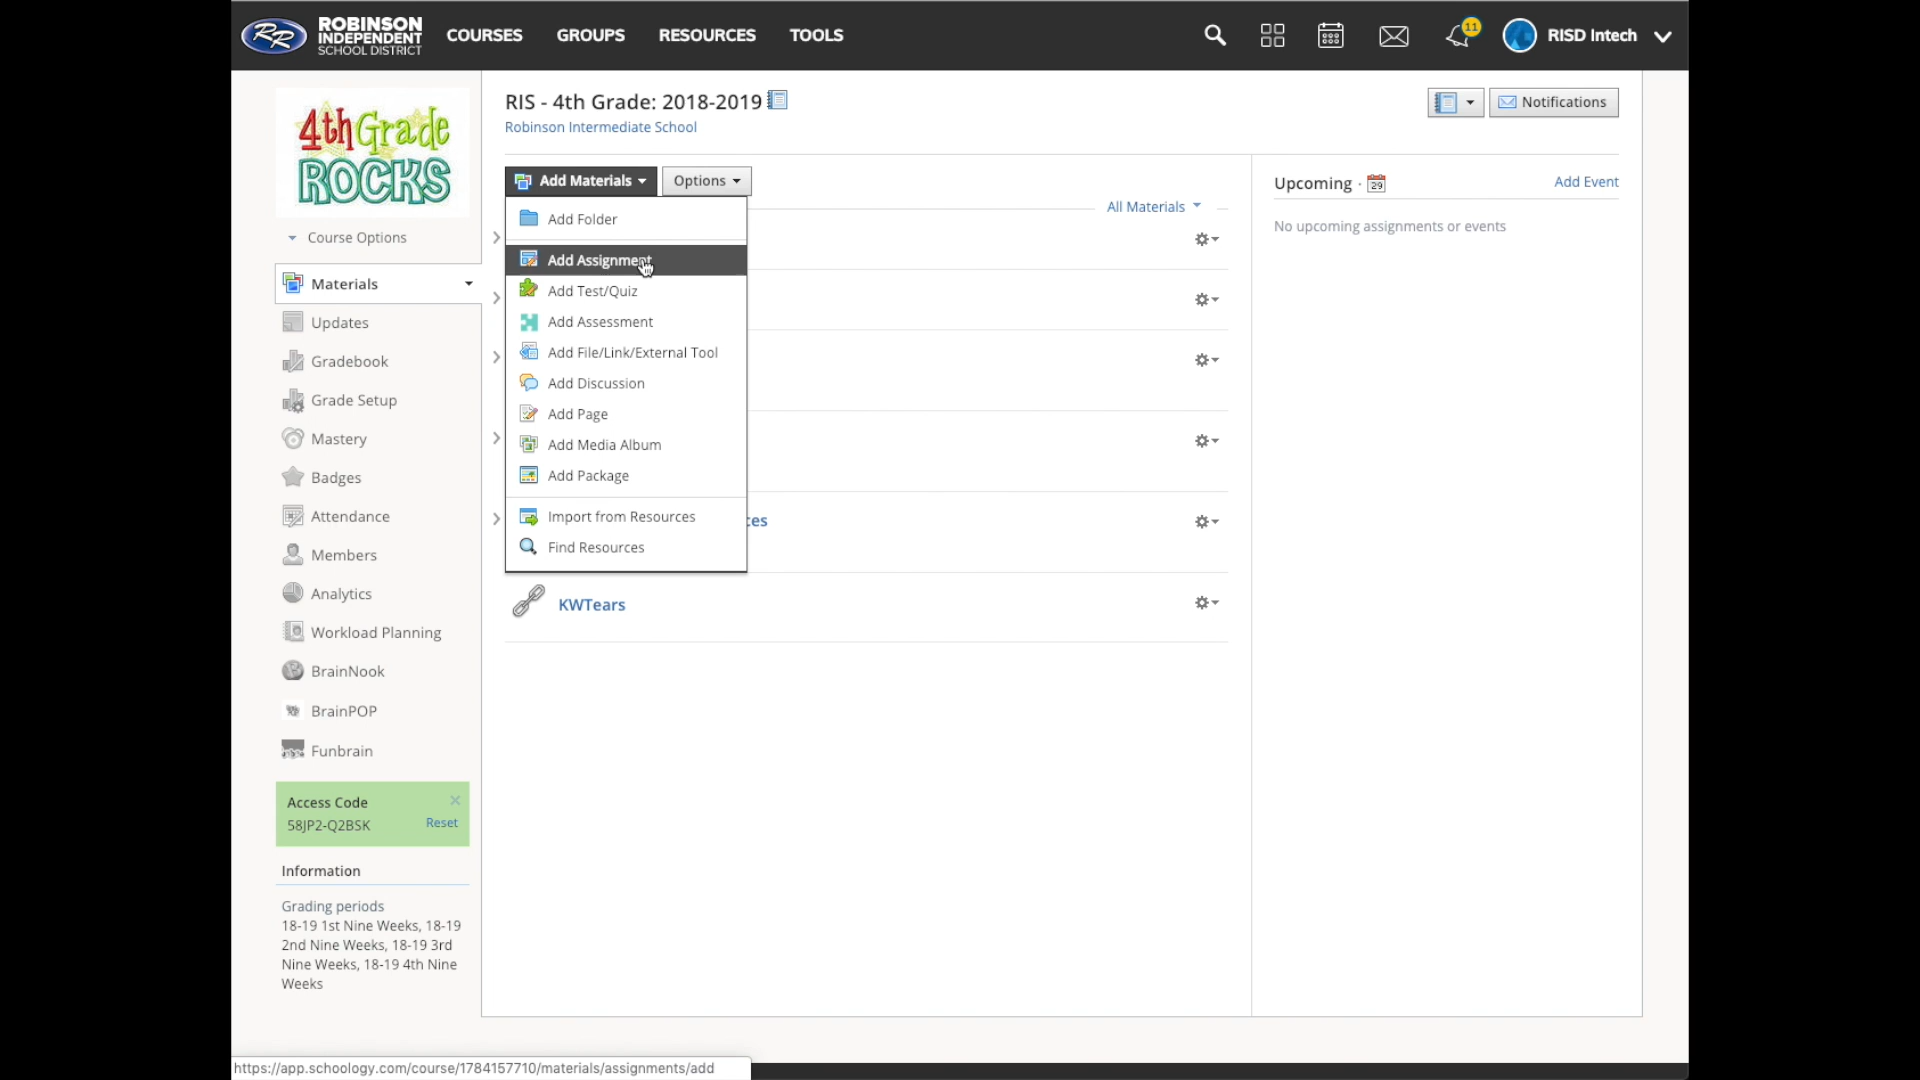 ROBINSON
INDEPENDENT
SCHOOL DISTRICT
COURSES
GROUPS
RESOURCES
TOOLS
11
RISD Intech
4th Grade
ROCKS
Course Options
Materials
Updates
Gradebook
Grade Setup
Mastery
Badges
Attendance
Members
Analytics
Workload Planning
BrainNook
BrainPOP
Funbrain
Access Code
58JP2-Q2BSK
Reset
Information
Grading periods
18-19 1st Nine Weeks, 18-19
2nd Nine Weeks, 18-19 3rd
Nine Weeks, 18-19 4th Nine
Weeks
RIS - 4th Grade: 2018-2019
Robinson Intermediate School
Notifications
Add Materials
Options
All Materials
Add Folder
Add Assignment
Add Test/Quiz
Add Assessment
Add File/Link/External Tool
Add Discussion
Add Page
Add Media Album
Add Package
Import from Resources
Find Resources
ces
KWTears
Upcoming · 29
Add Event
No upcoming assignments or events
https://app.schoology.com/course/1784157710/materials/assignments/add